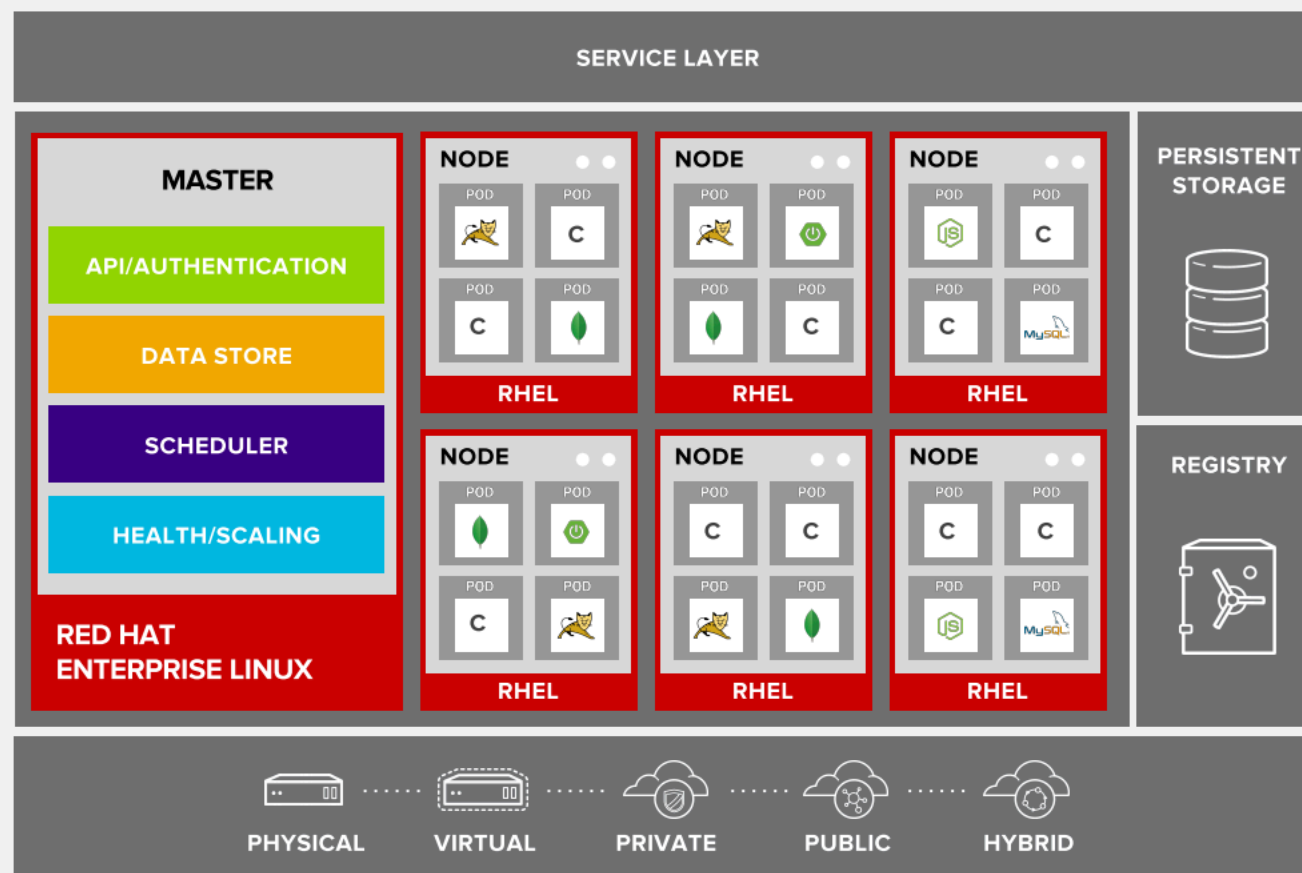 SERVICE LAYER
MASTER
API/AUTHENTICATION
DATA STORE
SCHEDULER
HEALTH/SCALING
RED HAT
ENTERPRISE LINUX
NODE
POD POD
C
POD POD
C
RHEL
NODE
POD POD
POD POD
C
RHEL
NODE
POD POD
JS C
POD POD
C MySQL
RHEL
NODE
POD POD
POD POD
C
RHEL
NODE
POD POD
C C
POD POD
RHEL
NODE
POD POD
C C
POD POD
JS MySQL
RHEL
PERSISTENT
STORAGE
REGISTRY
PHYSICAL VIRTUAL PRIVATE PUBLIC HYBRID